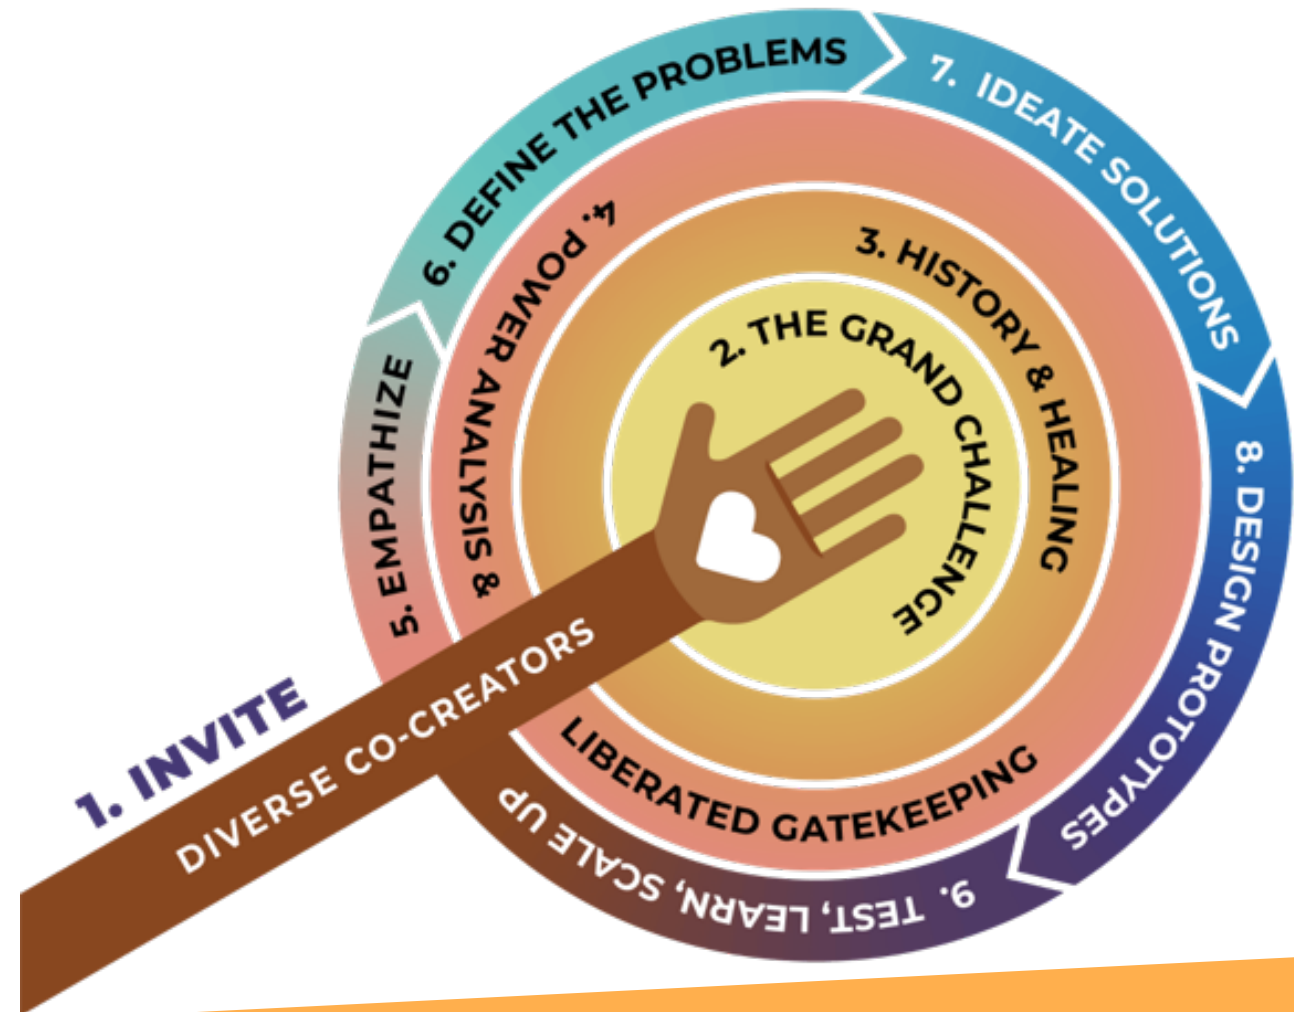 1. INVITE
DIVERSE CO-CREATORS
2. THE GRAND CHALLENGE
3. HISTORY & HEALING
4. POWER ANALYSIS &
LIBERATED GATEKEEPING
5. EMPATHIZE
6. DEFINE THE PROBLEMS
7. IDEATE SOLUTIONS
8. DESIGN PROTOTYPES
9. TEST, LEARN, SCALE UP